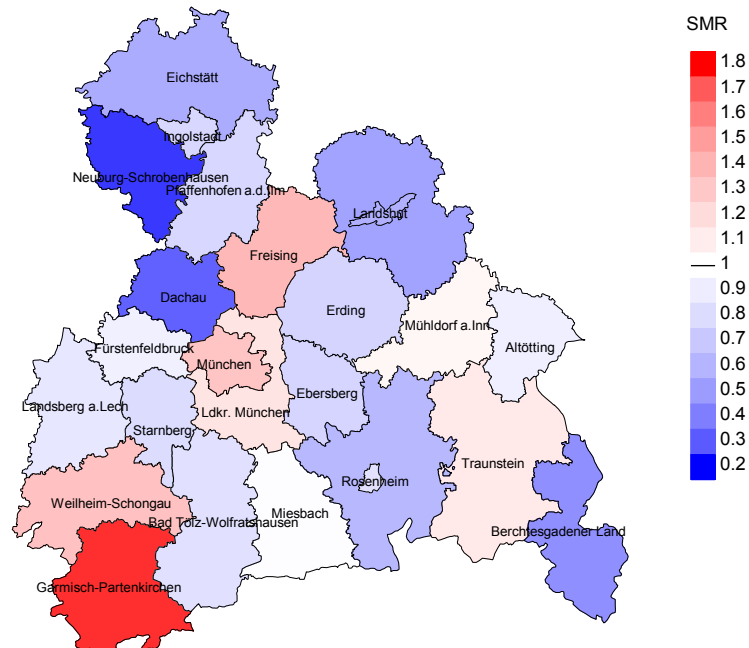 SMR
1.8
1.7
1.6
1.5
1.4
1.3
1.2
1.1
1
0.9
0.8
0.7
0.6
0.5
0.4
0.3
0.2
Eichstätt
Ingolstadt
Neuburg-Schrobenhausen
Pfaffenhofen a.d.Ilm
Landshut
Freising
Dachau
Erding
Mühldorf a.Inn
Altötting
Fürstenfeldbruck
München
Ebersberg
Landsberg a.Lech
Ldkr. München
Starnberg
Traunstein
Rosenheim
Weilheim-Schongau
Miesbach
Bad Tölz-Wolfratshausen
Berchtesgadener Land
Garmisch-Partenkirchen